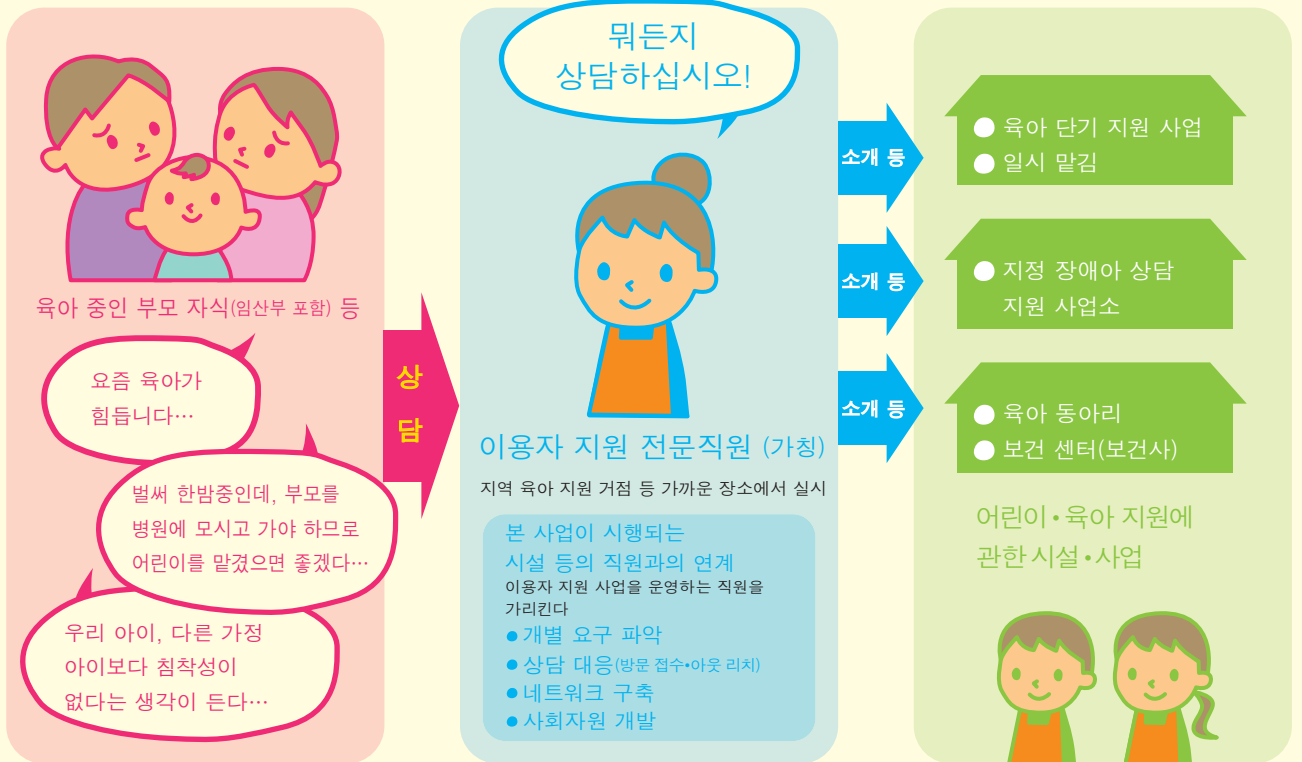 육아 중인 부모 자식(임산부 포함) 등
요즘 육아가
힘듭니다…
벌써 한밤중인데, 부모를
병원에 모시고 가야 하므로
어린이를 맡겼으면 좋겠다…
우리 아이, 다른 가정
아이보다 침착성이
없다는 생각이 든다…
상
담
뭐든지
상담하십시오!
이용자 지원 전문직원 (가칭)
지역 육아 지원 거점 등 가까운 장소에서 실시
본 사업이 시행되는
시설 등의 직원과의 연계
이용자 지원 사업을 운영하는 직원을
가리킨다
● 개별 요구 파악
● 상담 대응(방문 접수•아웃 리치)
● 네트워크 구축
● 사회자원 개발
소개 등
소개 등
소개 등
● 육아 단기 지원 사업
● 일시 맡김
● 지정 장애아 상담
지원 사업소
● 육아 동아리
● 보건 센터(보건사)
어린이•육아 지원에
관한 시설•사업